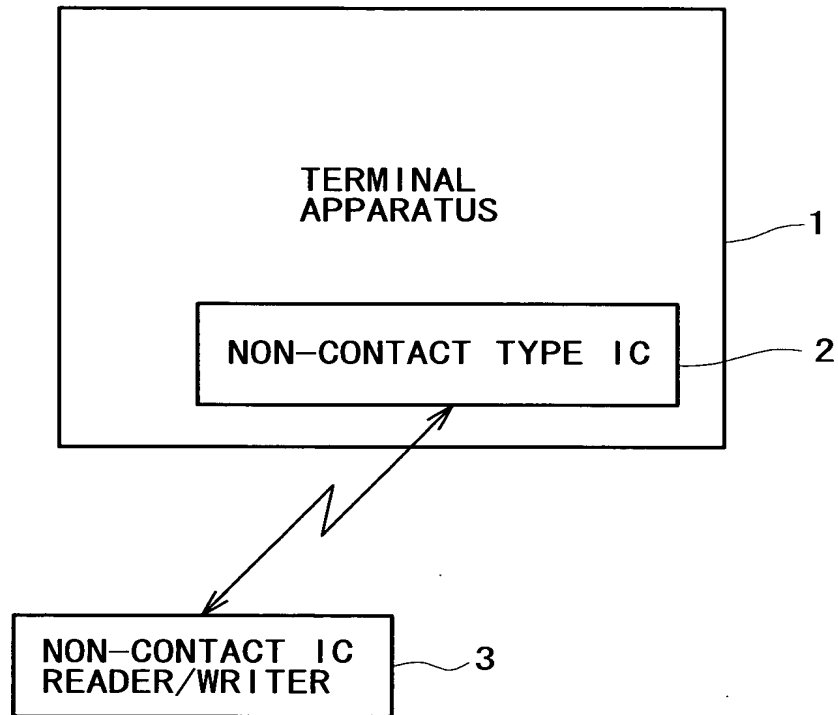 TERMINAL
APPARATUS
1
NON-CONTACT TYPE IC
2
NON-CONTACT IC
READER/WRITER
3